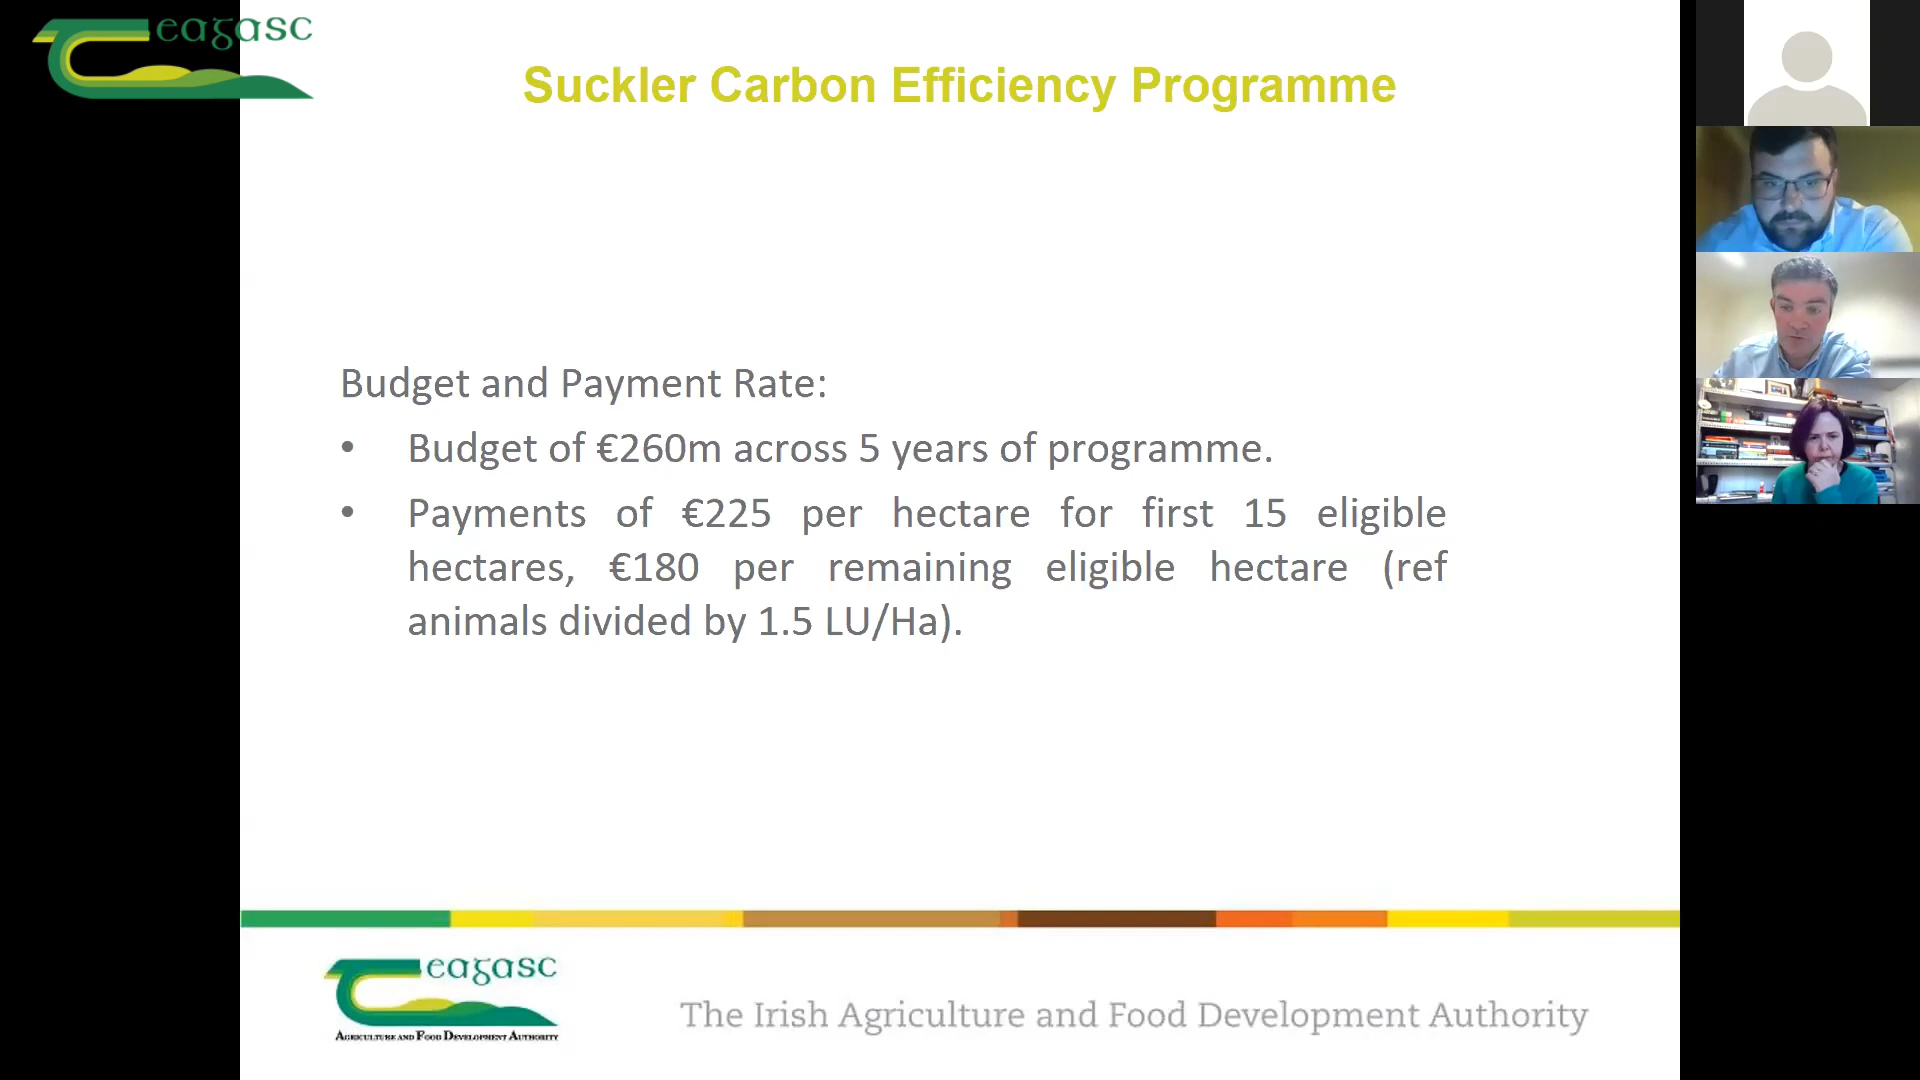 eagasc
Suckler Carbon Efficiency Programme
Budget and Payment Rate:
• Budget of €260m across 5 years of programme.
• Payments of €225 per hectare for first 15 eligible
hectares, €180 per remaining eligible hectare (ref
animals divided by 1.5 LU/Ha).
eagasc
AGRICULTURE AND FOOD DEVELOPMENT AUTHORITY
The Irish Agriculture and Food Development Authority